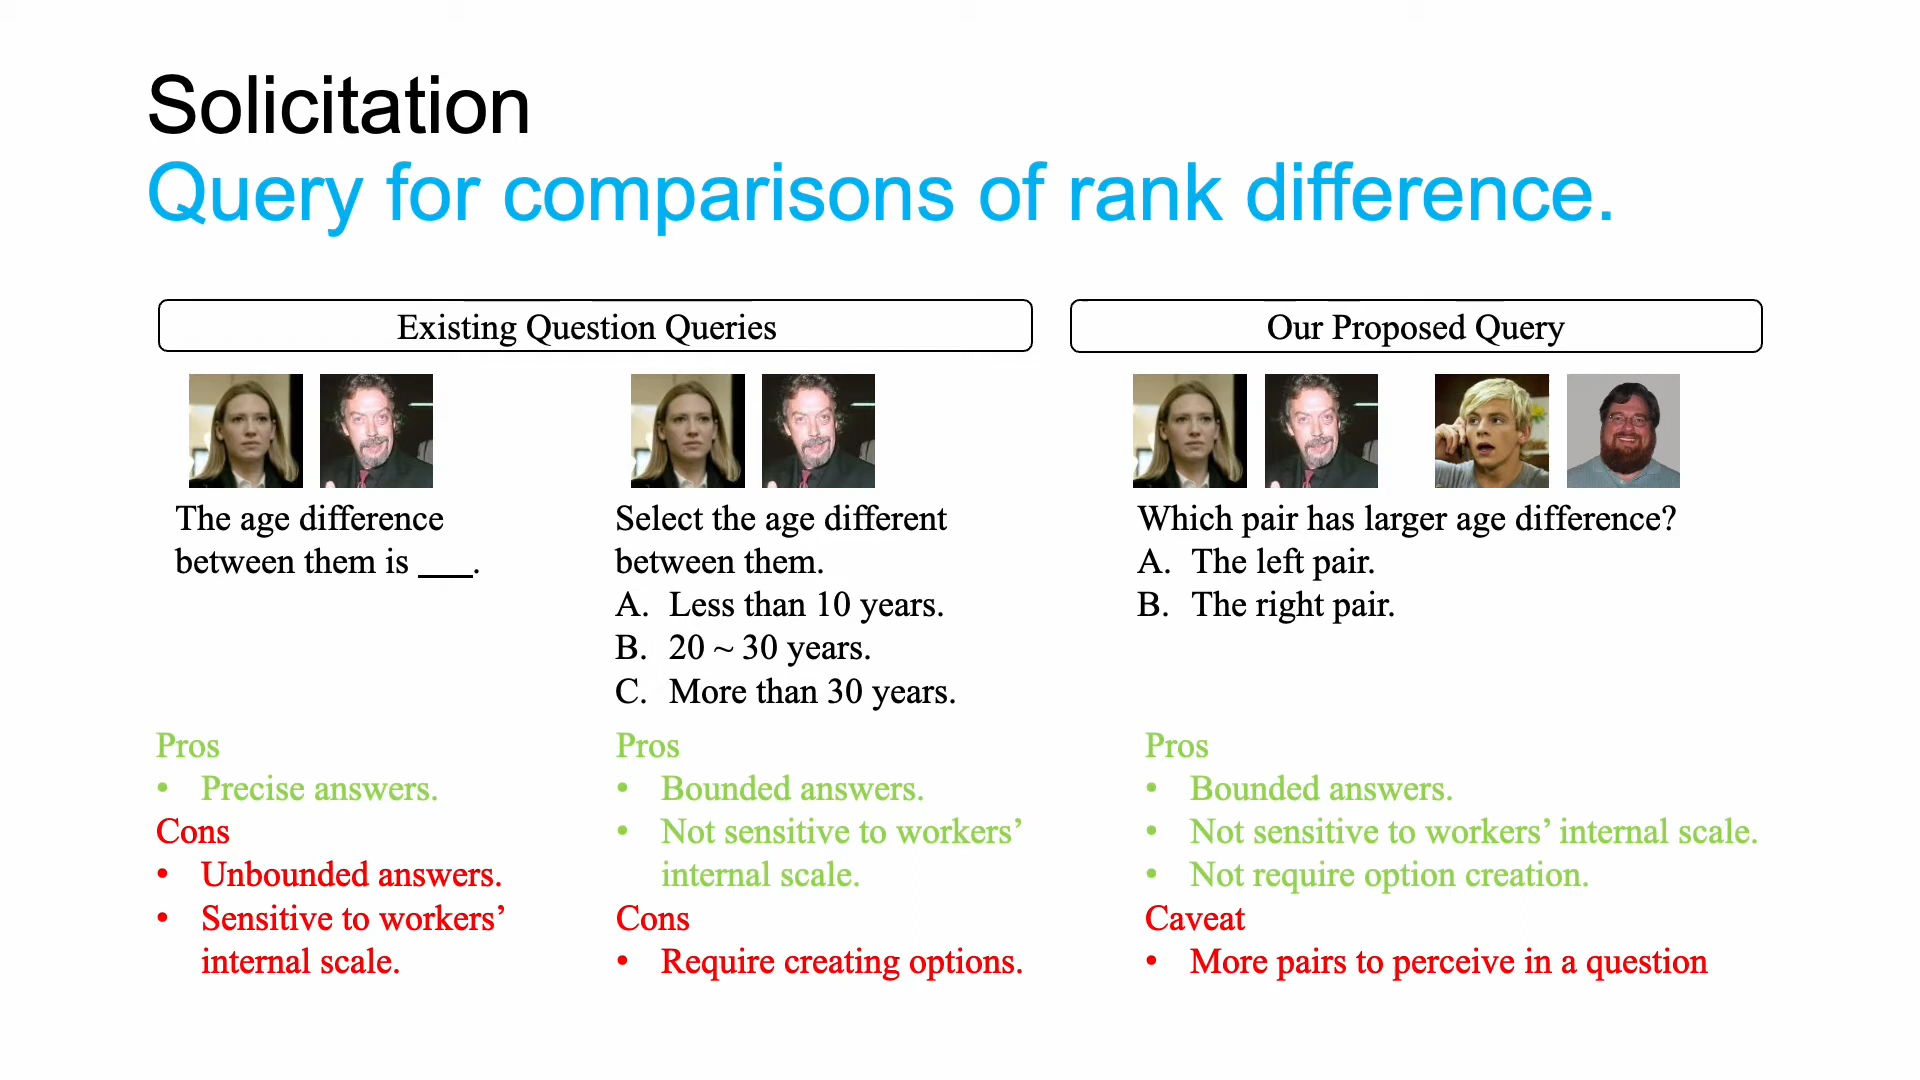 Solicitation
Query for comparisons of rank difference.
Existing Question Queries
The age difference
between them is ___.
Select the age different
between them.
A. Less than 10 years.
B. 20 ~ 30 years.
C. More than 30 years.
Pros
• Precise answers.
Cons
• Unbounded answers.
• Sensitive to workers’
internal scale.
Pros
• Bounded answers.
• Not sensitive to workers’
internal scale.
Cons
• Require creating options.
Our Proposed Query
Which pair has larger age difference?
A. The left pair.
B. The right pair.
Pros
• Bounded answers.
• Not sensitive to workers’ internal scale.
• Not require option creation.
Caveat
• More pairs to perceive in a question